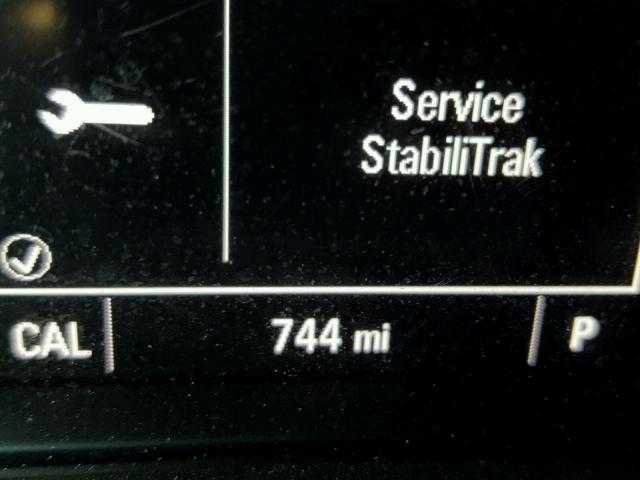 Service
StabiliTrak
CAL
744 mi
P